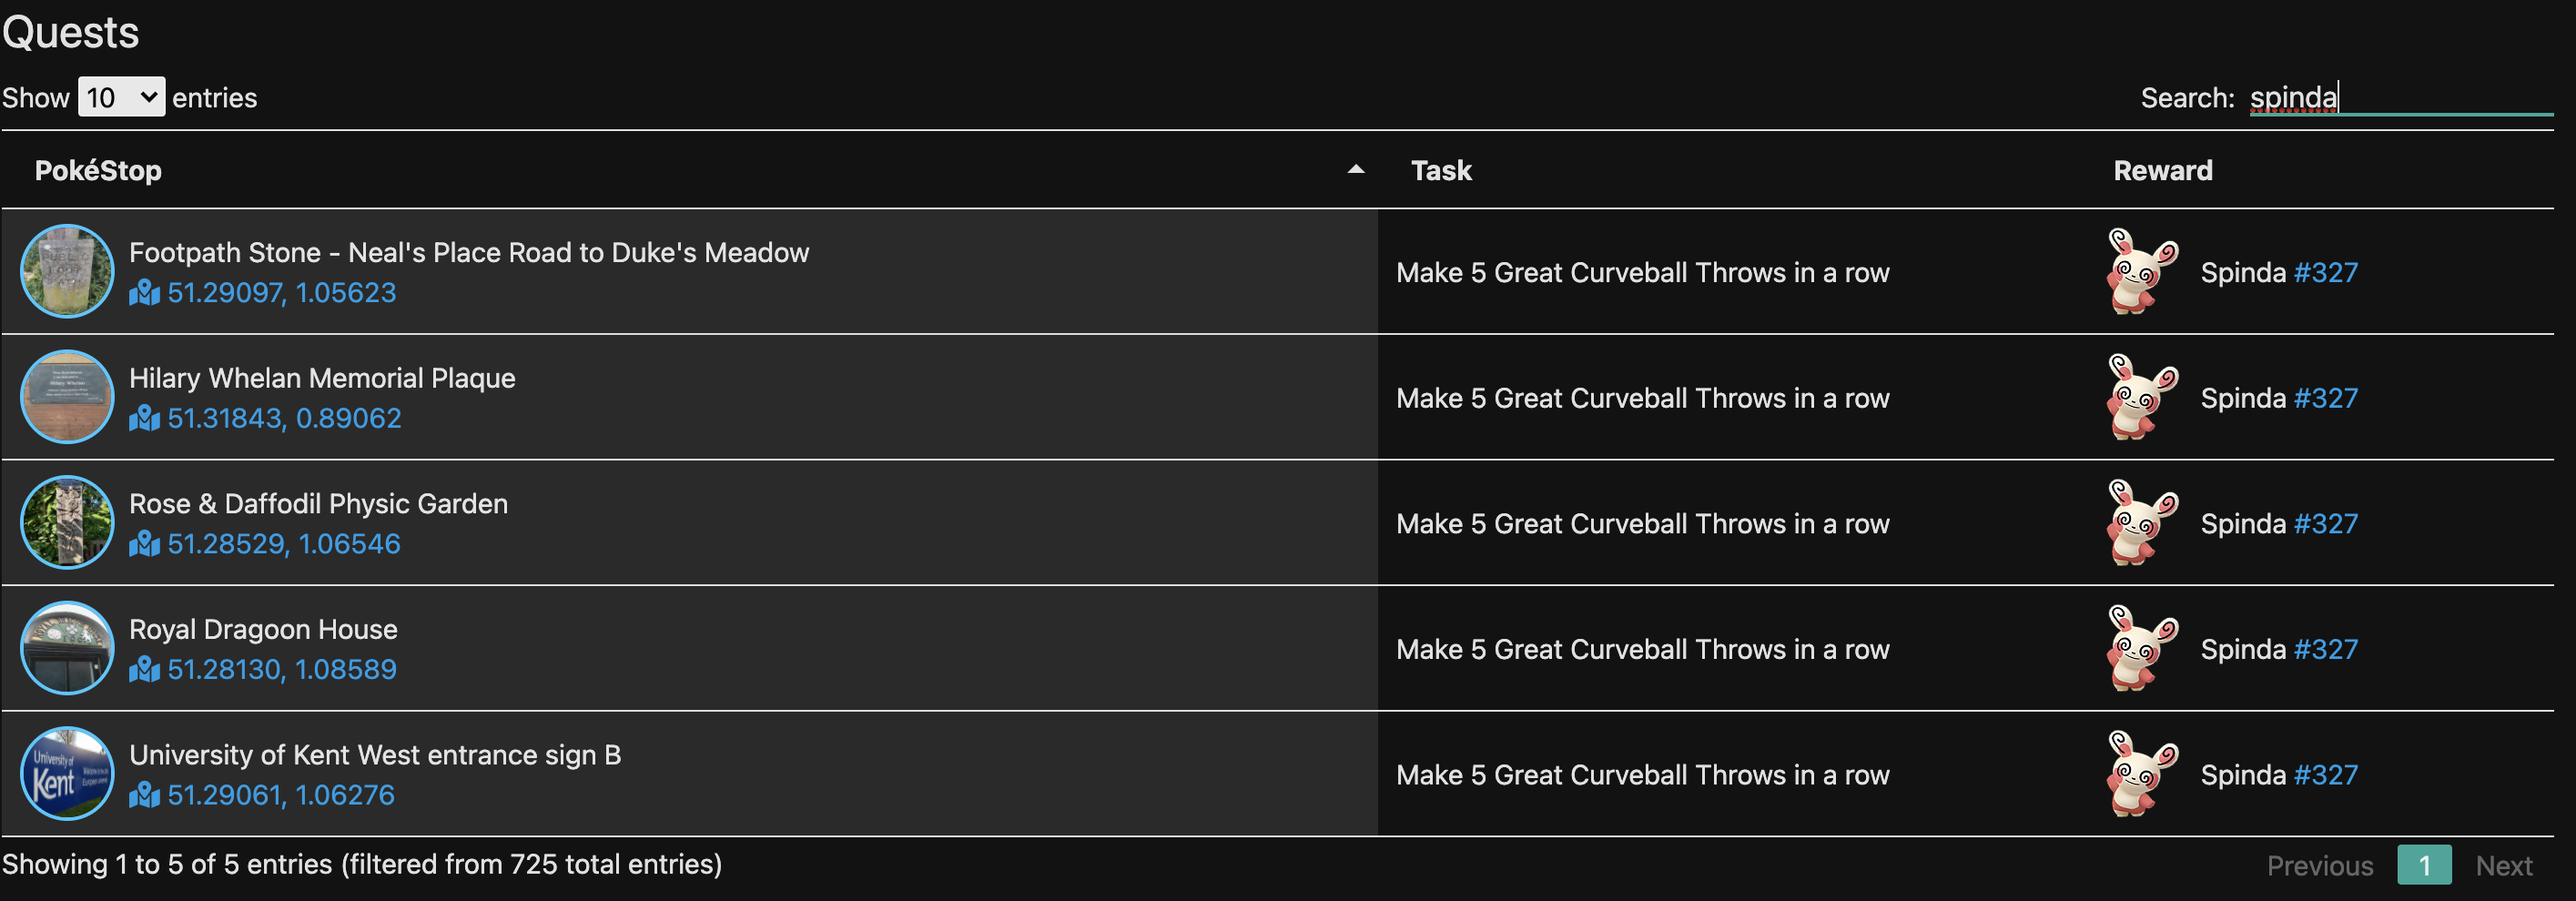 Quests
Show 10 entries
Search: spinda
PokéStop Task Reward
Footpath Stone - Neal's Place Road to Duke's Meadow
51.29097, 1.05623
Make 5 Great Curveball Throws in a row
Spinda #327
Hilary Whelan Memorial Plaque
51.31843, 0.89062
Make 5 Great Curveball Throws in a row
Spinda #327
Rose & Daffodil Physic Garden
51.28529, 1.06546
Make 5 Great Curveball Throws in a row
Spinda #327
Royal Dragoon House
51.28130, 1.08589
Make 5 Great Curveball Throws in a row
Spinda #327
University of Kent
University of Kent West entrance sign B
51.29061, 1.06276
Make 5 Great Curveball Throws in a row
Spinda #327
Showing 1 to 5 of 5 entries (filtered from 725 total entries)
Previous 1 Next